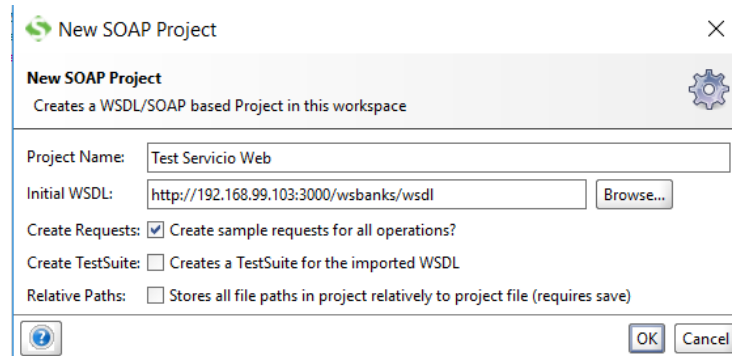 New SOAP Project
New SOAP Project
Creates a WSDL/SOAP based Project in this workspace
Project Name: Test Servicio Web
Initial WSDL: http://192.168.99.103:3000/wsbanks/wsdl Browse...
Create Requests: Create sample requests for all operations?
Create TestSuite: Creates a TestSuite for the imported WSDL
Relative Paths: Stores all file paths in project relatively to project file (requires save)
? OK Cancel